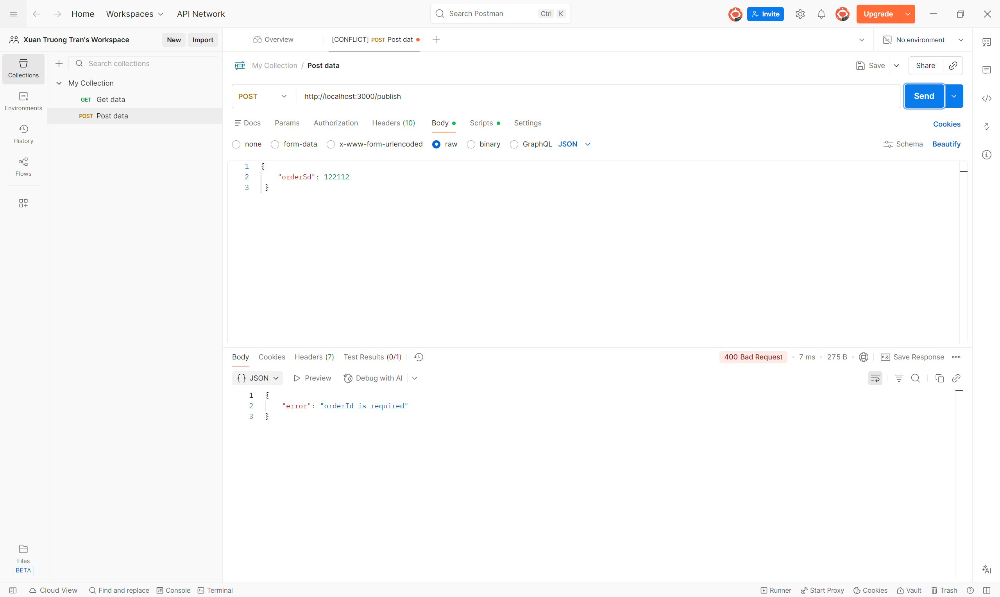 Home Workspaces API Network Search Postman Ctrl K Invite Upgrade
Xuan Truong Tran's Workspace New Import Overview [CONFLICT] POST Post dat No environment
Collections
Environments
History
Flows
Files
BETA
Search collections
My Collection
GET Get data
POST Post data
HTTP My Collection / Post data Save Share
POST http://localhost:3000/publish Send
Docs Params Authorization Headers (10) Body Scripts Settings Cookies
none form-data x-www-form-urlencoded raw binary GraphQL JSON Schema Beautify
1 {
2 "orderSd": 122112
3 }
Body Cookies Headers (7) Test Results (0/1) 400 Bad Request 7 ms 275 B e.g. Save Response
{} JSON Preview Debug with AI
1 {
2 "error": "orderId is required"
3 }
AI
Cloud View Find and replace Console Terminal Runner Start Proxy Cookies Vault Trash